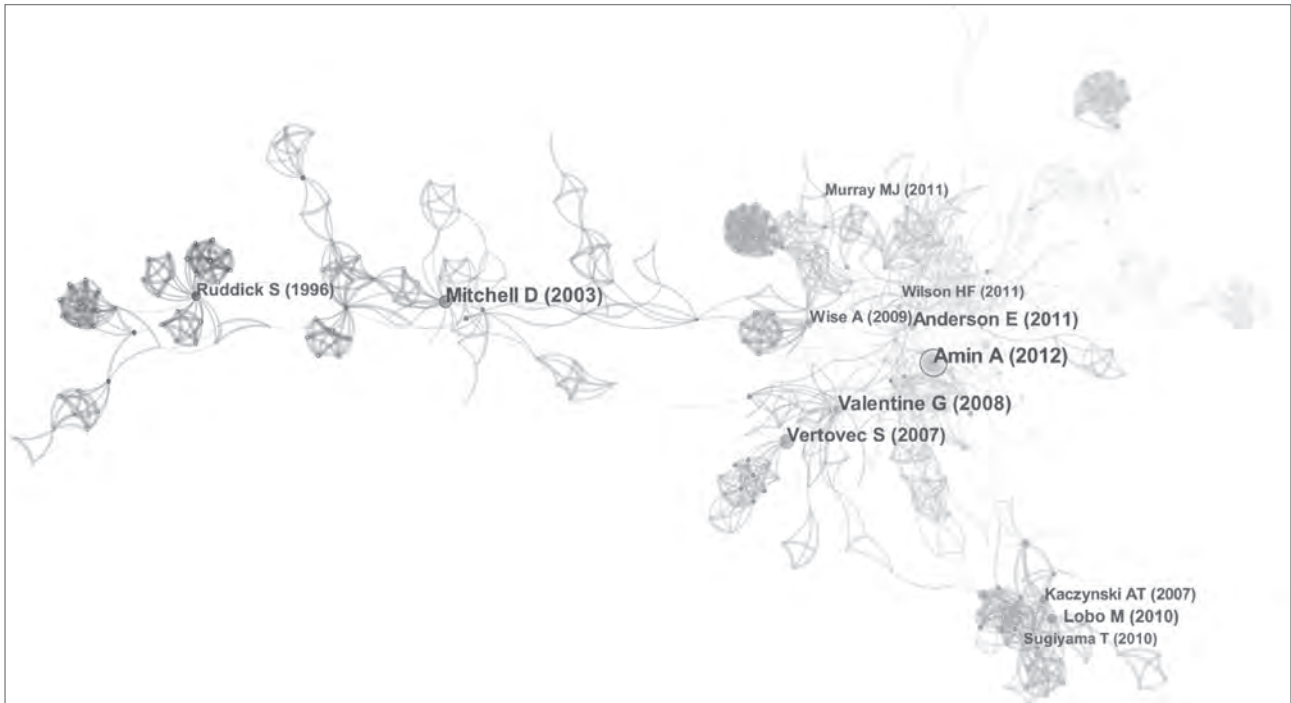 Murray MJ (2011)
Ruddick S (1996)
Mitchell D (2003)
Wilson HF (2011)
Wise A (2009)
Anderson E (2011)
Amin A (2012)
Valentine G (2008)
Vertovec S (2007)
Kaczynski AT (2007)
Lobo M (2010)
Sugiyama T (2010)